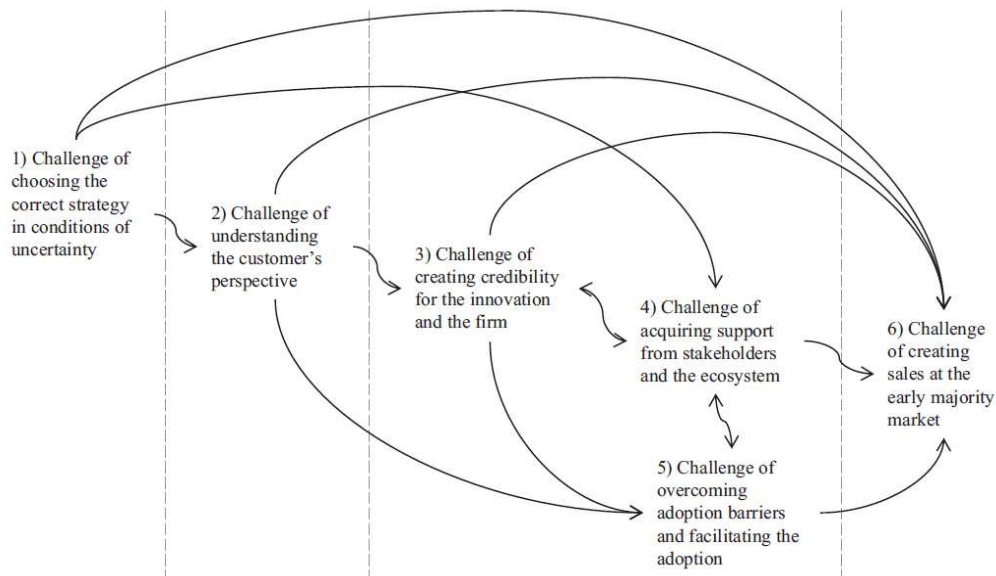 1) Challenge of
choosing the
correct strategy
in conditions of
uncertainty
2) Challenge of
understanding
the customer's
perspective
3) Challenge of
creating credibility
for the innovation
and the firm
4) Challenge of
acquiring support
from stakeholders
and the ecosystem
5) Challenge of
overcoming
adoption barriers
and facilitating the
adoption
6) Challenge
of creating
sales at the
early majority
market